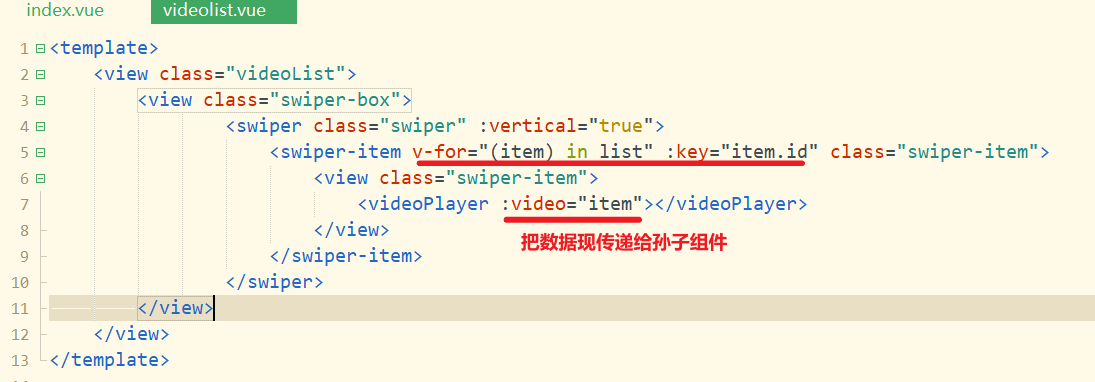 index.vue videolist.vue
1 <template>
2 <view class="videoList">
3 <view class="swiper-box">
4 <swiper class="swiper" :vertical="true">
5 <swiper-item v-for="(item) in list" :key="item.id" class="swiper-item">
6 <view class="swiper-item">
7 <videoPlayer :video="item"></videoPlayer>
8 </view>
把数据现传递给孙子组件
9 </swiper-item>
10 </swiper>
11 </view>
12 </view>
13 </template>